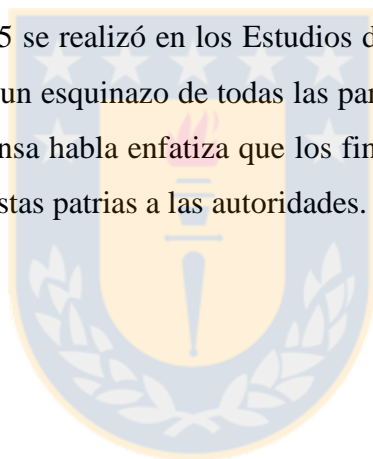 5 se realizó en los Estudios d
un esquinazo de todas las par
nsa habla enfatiza que los fin
stas patrias a las autoridades.